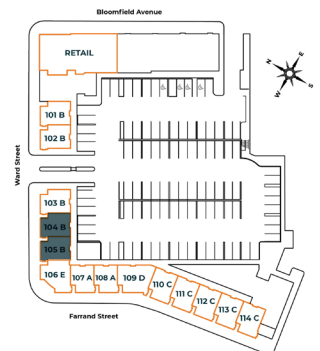 Bloomfield Avenue
RETAIL
N
E
W
S
101 B
102 B
Ward Street
103 B
104 B
105 B
106 E
107 A
108 A
109 D
110 C
111 C
112 C
113 C
114 C
Farrand Street